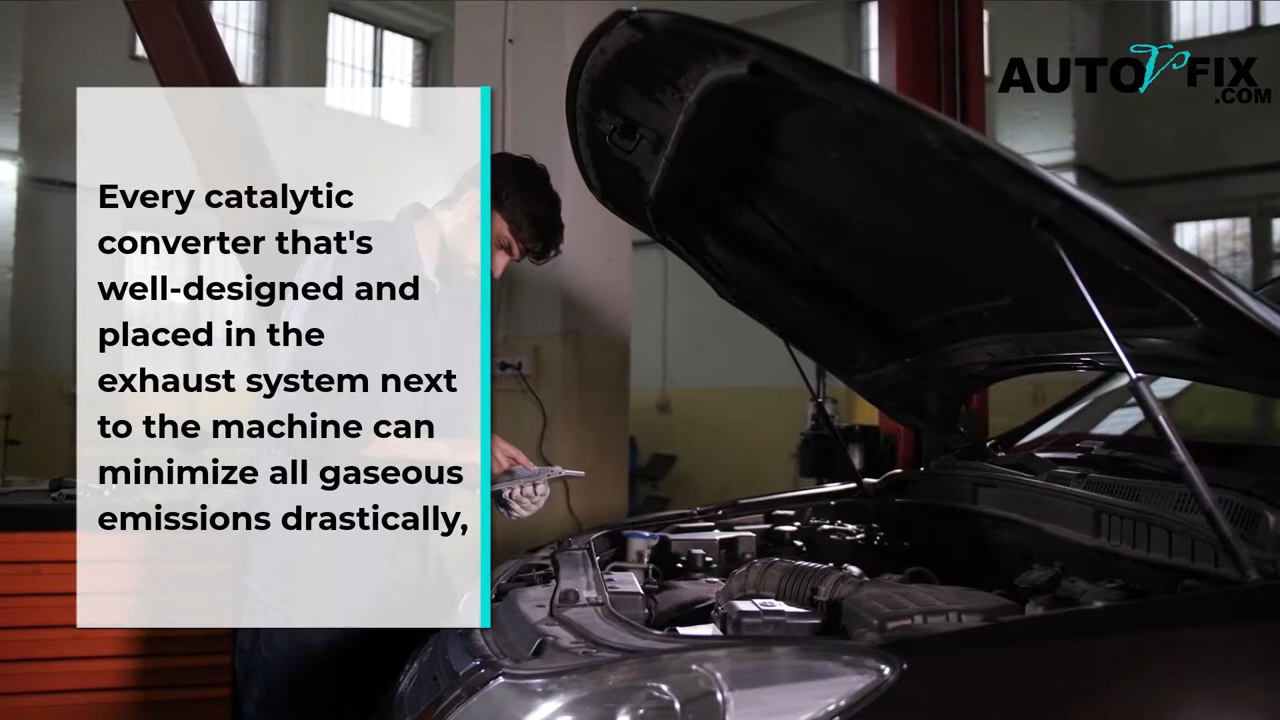 Every catalytic
converter that's
well-designed and
placed in the
exhaust system next
to the machine can
minimize all gaseous
emissions drastically,
AUTO VP FIX
.COM